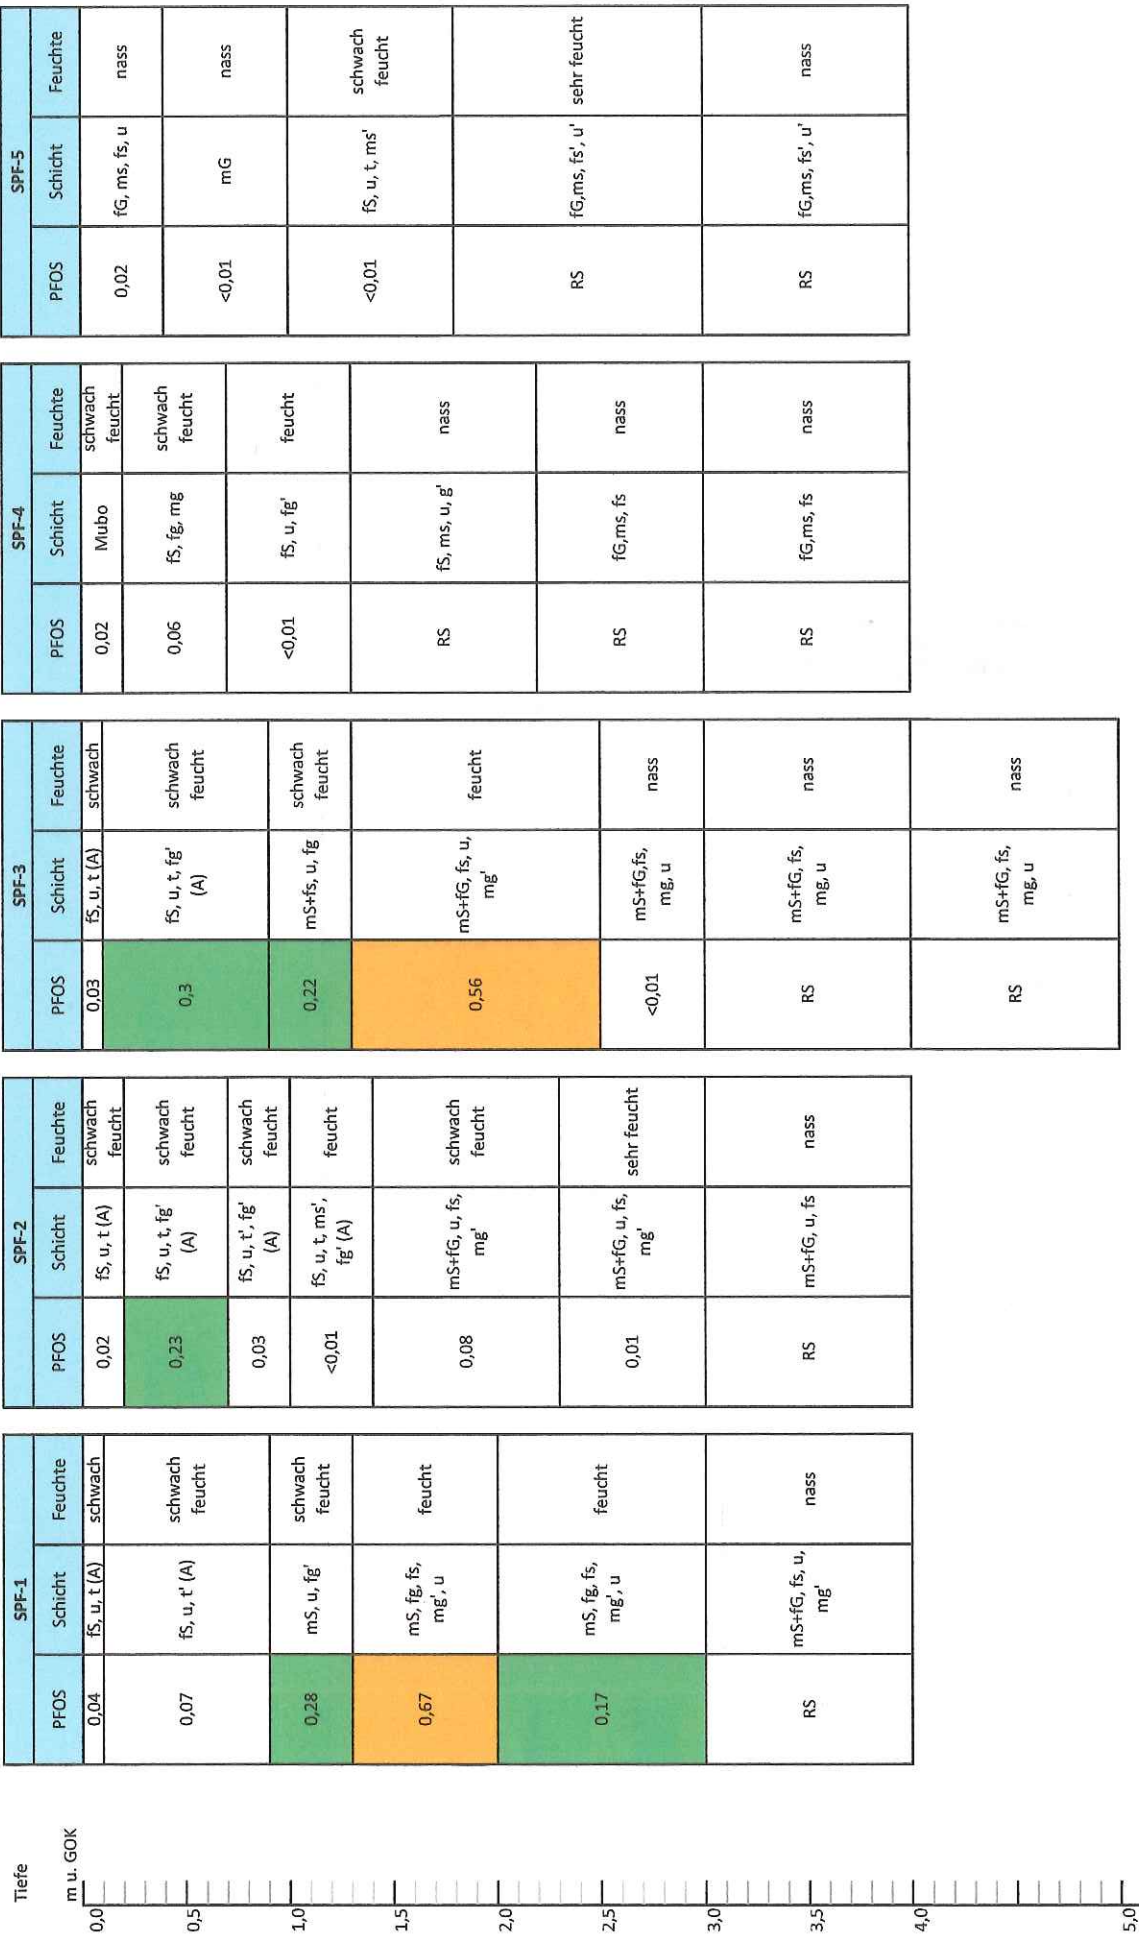 Tiefe
m u. GOK
0,0
0,5
1,0
1,5
2,0
2,5
3,0
3,5
4,0
5,0
SPF-1
PFOS Schicht Feuchte
0,04 fS, u, t (A) schwach
0,07 fS, u, t' (A) schwach
feucht
0,28 mS, u, fg' schwach
feucht
0,67 mS, fg, fs, feucht
mg', u
0,17 mS, fg, fs, feucht
mg', u
RS mS+fG, fs, u, nass
mg'
SPF-2
PFOS Schicht Feuchte
0,02 fS, u, t (A) schwach
feucht
0,23 fS, u, t, fg' schwach
(A) feucht
0,03 fS, u, t', fg' schwach
(A) feucht
<0,01 fS, u, t, ms', feucht
fg' (A)
0,08 mS+fG, u, fs, schwach
mg' feucht
0,01 mS+fG, u, fs, sehr feucht
mg'
RS mS+fG, u, fs nass
SPF-3
PFOS Schicht Feuchte
0,03 fS, u, t (A) schwach
0,3 fS, u, t, fg' schwach
(A) feucht
0,22 mS+fs, u, fg schwach
feucht
0,56 mS+fG, fs, u, feucht
mg'
<0,01 mS+fG,fs, nass
mg, u
RS mS+fG, fs, nass
mg, u
RS mS+fG, fs, nass
mg, u
SPF-4
PFOS Schicht Feuchte
0,02 Mubo schwach
feucht
0,06 fS, fg, mg schwach
feucht
<0,01 fS, u, fg' feucht
RS fS, ms, u, g' nass
RS fG,ms, fs nass
RS fG,ms, fs nass
SPF-5
PFOS Schicht Feuchte
0,02 fG, ms, fs, u nass
<0,01 mG nass
<0,01 fS, u, t, ms' schwach
feucht
RS fG,ms, fs', u' sehr feucht
RS fG,ms, fs', u' nass